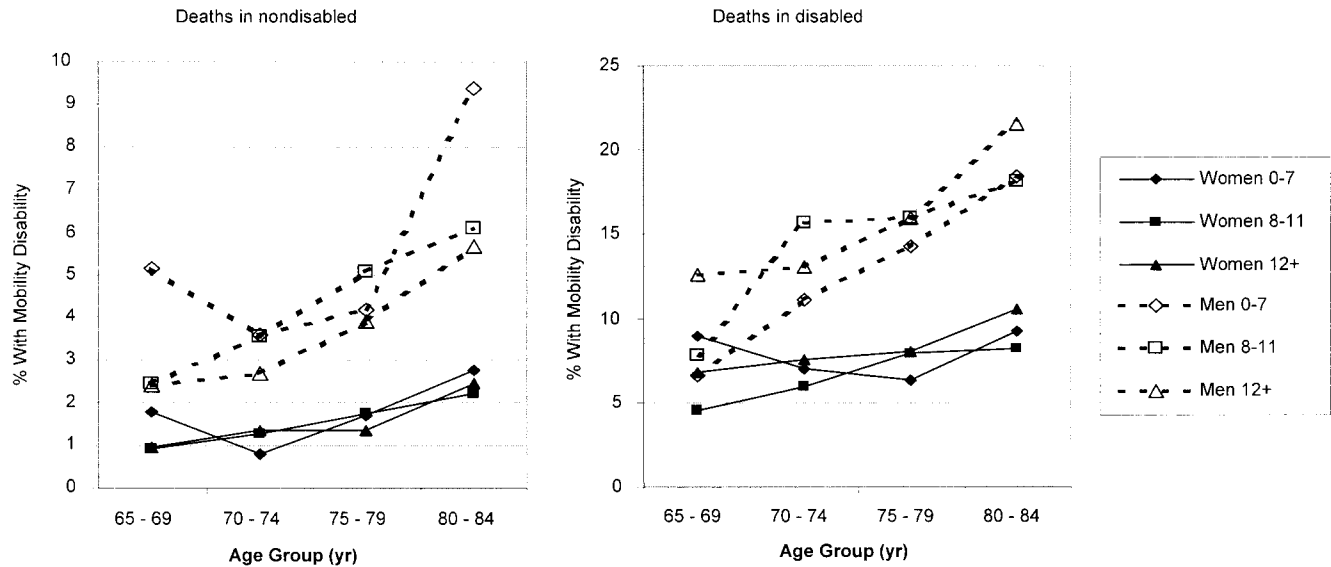 Deaths in nondisabled
% With Mobility Disability
10
9
8
7
6
5
4
3
2
1
0
65 - 69 70 - 74 75 - 79 80 - 84
Age Group (yr)
Deaths in disabled
% With Mobility Disability
25
20
15
10
5
0
65 - 69 70 - 74 75 - 79 80 - 84
Age Group (yr)
Women 0-7
Women 8-11
Women 12+
Men 0-7
Men 8-11
Men 12+